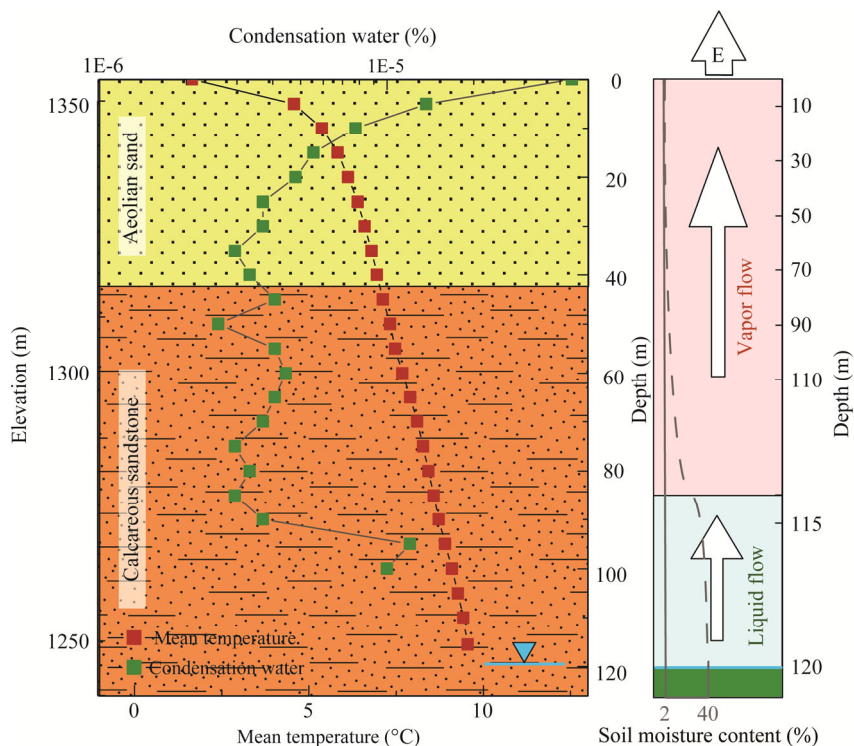 Condensation water (%)
1E-6
1E-5
Elevation (m)
1350
1300
1250
Aeolian sand
Calcareous sandstone
Mean temperature
Condensation water
0
5
10
Mean temperature (°C)
0
20
40
60
80
100
120
Depth (m)
E
Vapor flow
Liquid flow
10
30
50
70
90
110
115
120
Depth (m)
2
40
Soil moisture content (%)